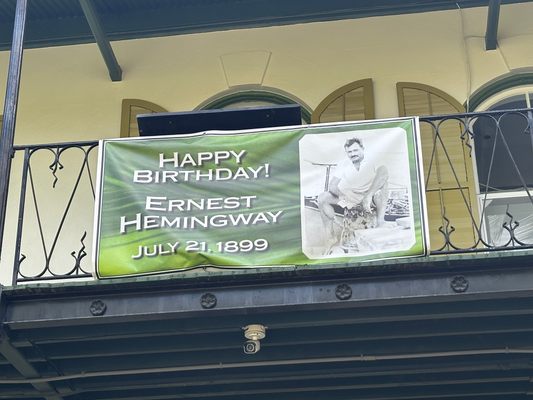 HAPPY
BIRTHDAY!
ERNEST
HEMINGWAY
JULY 21, 1899